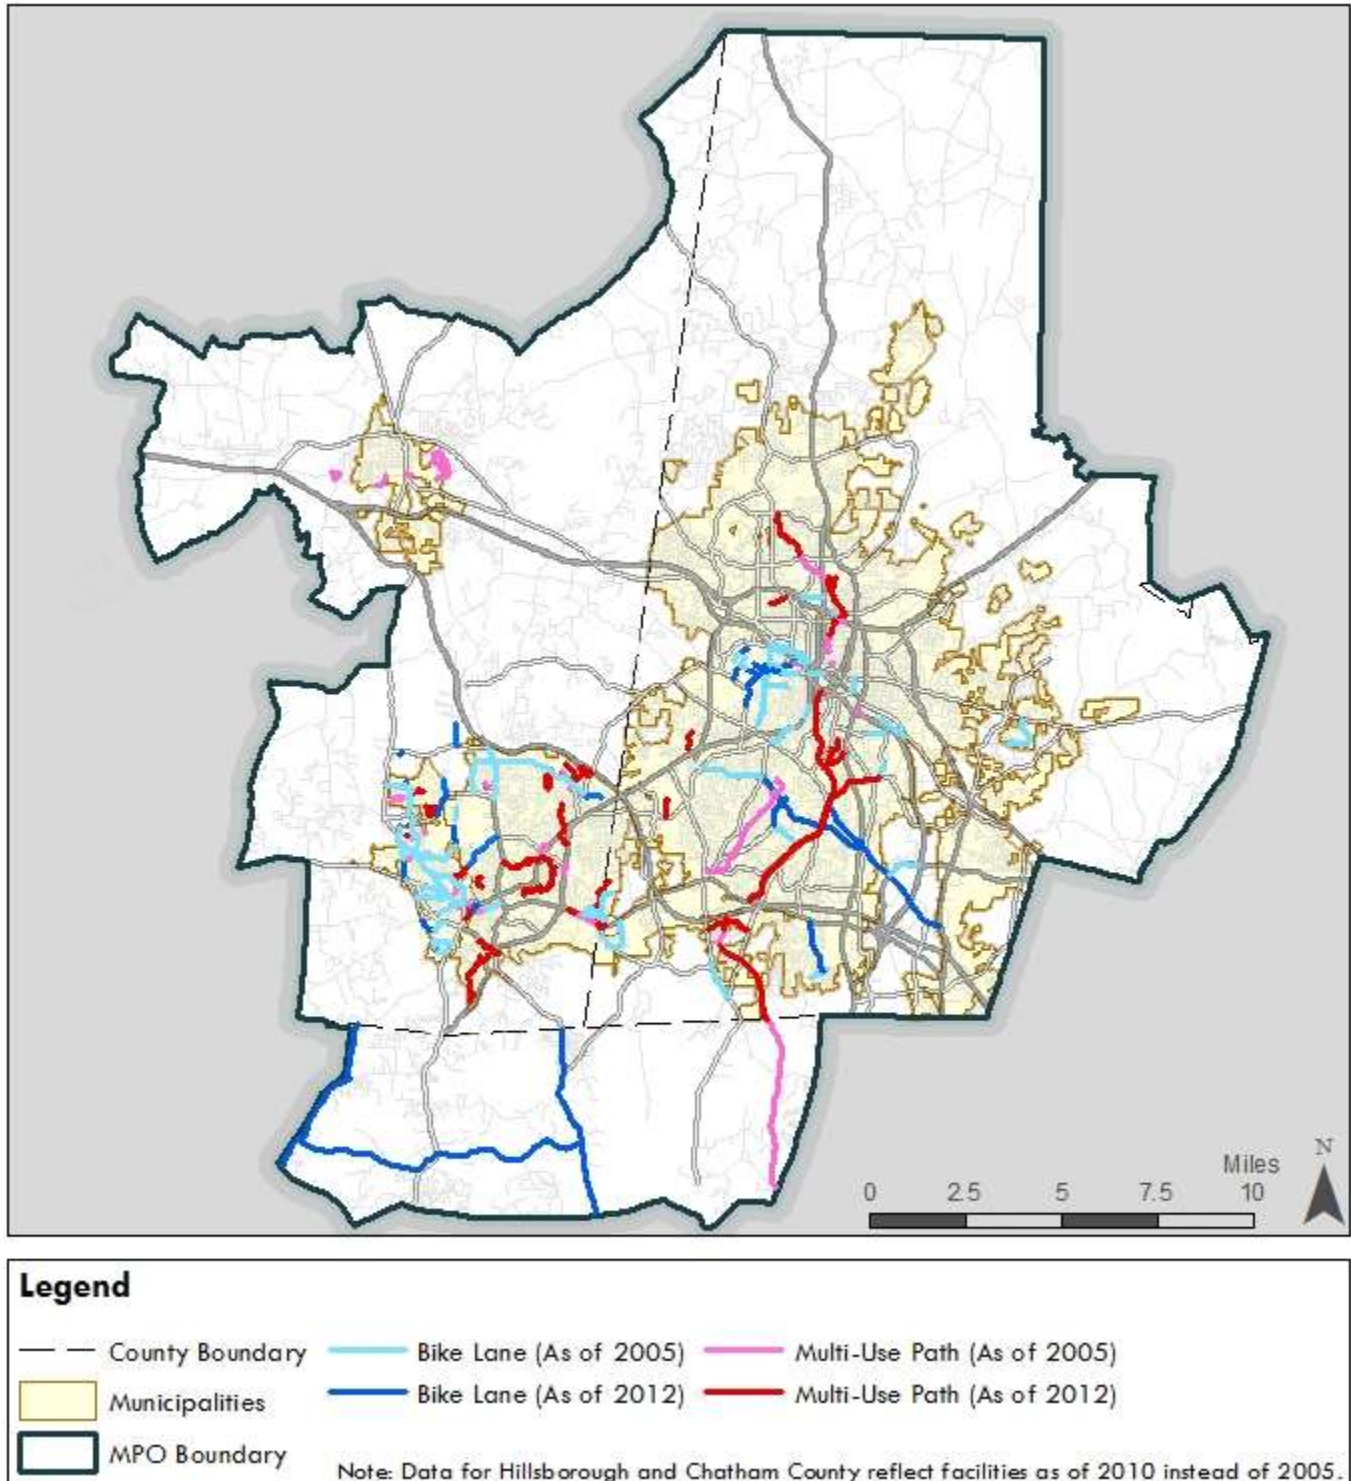 N
Miles
0 2.5 5 7.5 10
Legend
County Boundary
Bike Lane (As of 2005)
Multi-Use Path (As of 2005)
Municipalities
Bike Lane (As of 2012)
Multi-Use Path (As of 2012)
MPO Boundary
Note: Data for Hillsborough and Chatham County reflect facilities as of 2010 instead of 2005.